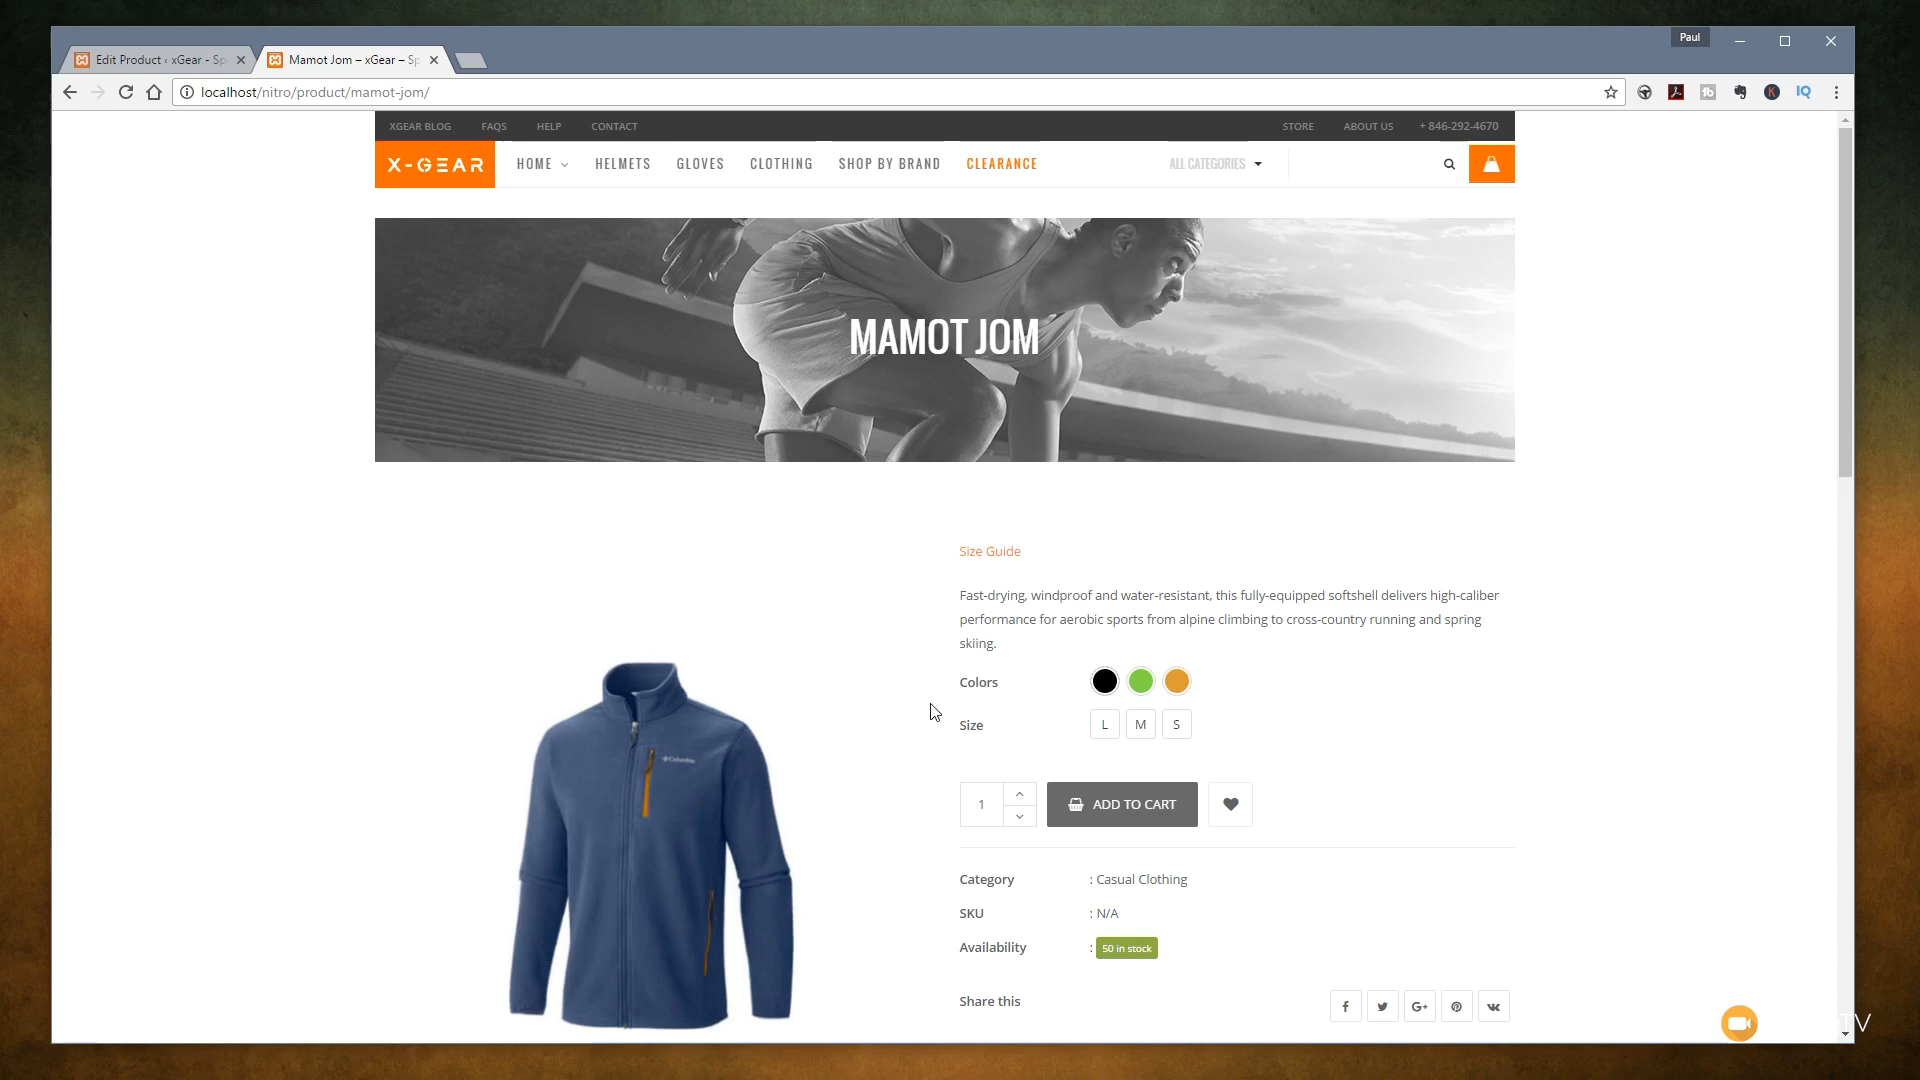 Paul
Edit Product ‹ xGear - Sp
Mamot Jom – xGear – Sp
localhost/nitro/product/mamot-jom/
XGEAR BLOG FAQS HELP CONTACT STORE ABOUT US + 846-292-4670
X-GEAR HOME HELMETS GLOVES CLOTHING SHOP BY BRAND CLEARANCE ALL CATEGORIES
MAMOT JOM
Size Guide
Fast-drying, windproof and water-resistant, this fully-equipped softshell delivers high-caliber
performance for aerobic sports from alpine climbing to cross-country running and spring
skiing.
Colors
Size L M S
1 ADD TO CART
Columbia
Category : Casual Clothing
SKU : N/A
Availability : 50 in stock
Share this
TV